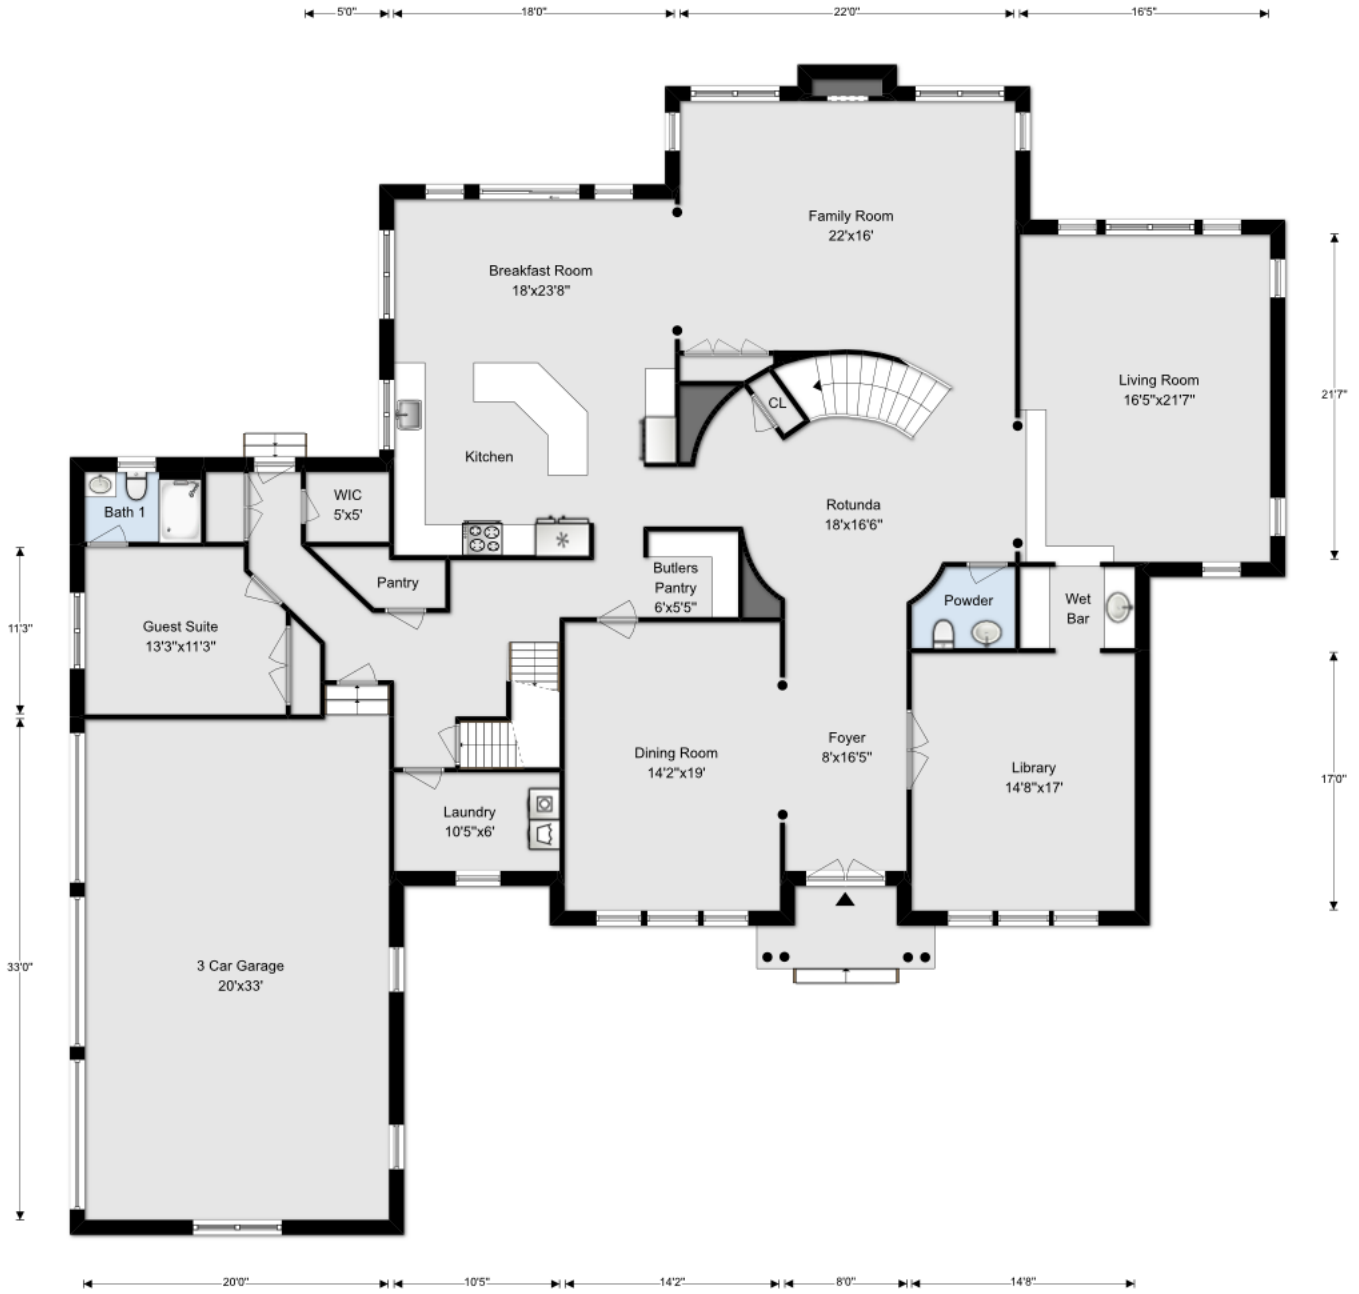 5'0"
18'0"
22'0"
16'5"
Family Room
22'x16'
Breakfast Room
18'x23'8"
Living Room
16'5"x21'7"
21'7"
CL
Kitchen
WIC
5'x5'
Bath 1
Rotunda
18'x16'6"
Pantry
Butlers
Pantry
6'x5'5"
Powder
Wet
Bar
Guest Suite
13'3"x11'3"
11'3"
Dining Room
14'2"x19'
Foyer
8'x16'5"
Library
14'8"x17'
17'0"
Laundry
10'5"x6'
3 Car Garage
20'x33'
33'0"
20'0"
10'5"
14'2"
8'0"
14'8"